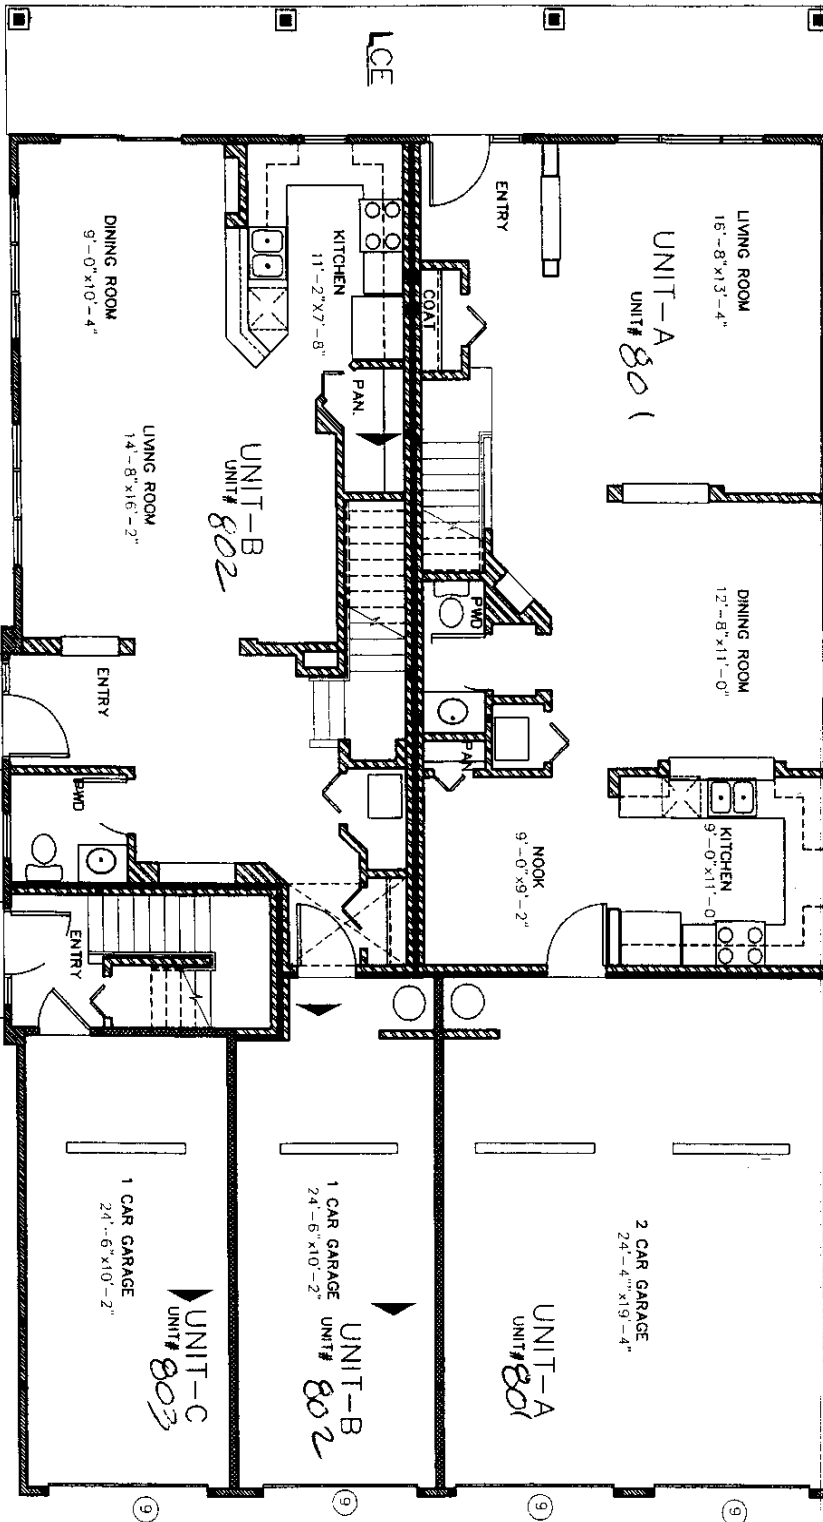 LCE
ENTRY
LIVING ROOM
16'-8"x13'-4"
UNIT-A
UNIT# 801
COAT
KITCHEN
11'-2"x7'-8"
DINING ROOM
9'-0"x10'-4"
PAN.
LIVING ROOM
14'-8"x16'-2"
UNIT-B
UNIT# 802
PWD
DINING ROOM
12'-8"x11'-0"
ENTRY
PAN.
PWD
NOOK
9'-0"x9'-2"
KITCHEN
9'-0"x11'-0
ENTRY
1 CAR GARAGE
24'-6"x10'-2"
UNIT-C
UNIT# 803
1 CAR GARAGE
24'-6"x10'-2"
UNIT-B
UNIT# 802
2 CAR GARAGE
24'-4"x19'-4"
UNIT-A
UNIT# 801
9
9
9
9